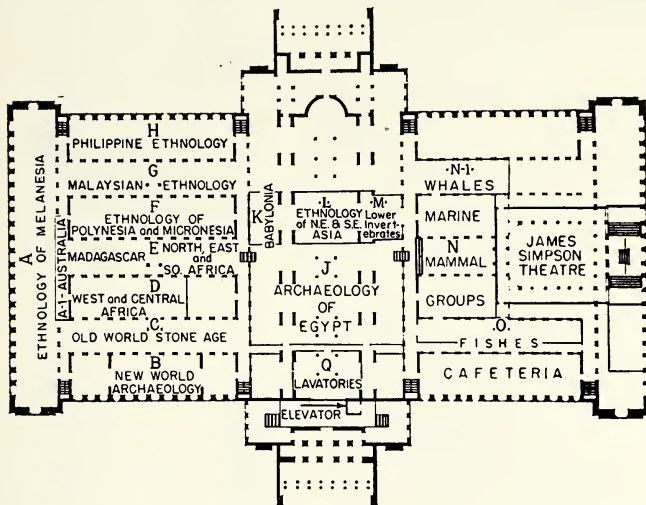 A
ETHNOLOGY OF MELANESIA
A-1-AUSTRALIA
H
PHILIPPINE ETHNOLOGY
G
MALAYSIAN ETHNOLOGY
F
ETHNOLOGY OF
POLYNESIA and MICRONESIA
E
MADAGASCAR
NORTH, EAST
and
SO. AFRICA
D
WEST and CENTRAL
AFRICA
.C.
OLD WORLD STONE AGE
B
NEW WORLD
ARCHAEOLOGY
K
BABYLONIA
.L
ETHNOLOGY
of N.E. & S.E.
ASIA
M.
Lower
Invert-
ebrates
J
ARCHAEOLOGY
OF
EGYPT
Q
LAVATORIES
ELEVATOR
.N-1.
WHALES
MARINE
N
MAMMAL
GROUPS
JAMES
SIMPSON
THEATRE
.O.
FISHES
CAFETERIA